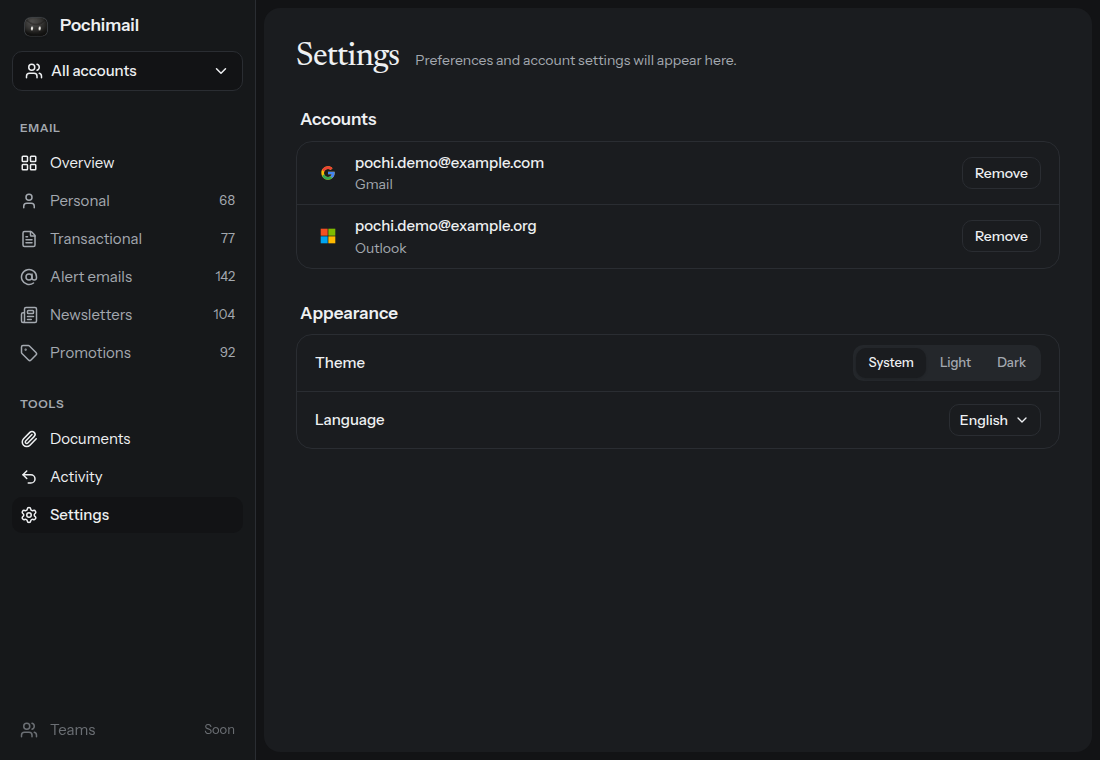 Pochimail
All accounts
EMAIL
Overview
Personal 68
Transactional 77
Alert emails 142
Newsletters 104
Promotions 92
TOOLS
Documents
Activity
Settings
Teams Soon
Settings Preferences and account settings will appear here.
Accounts
pochi.demo@example.com
Gmail
Remove
pochi.demo@example.org
Outlook
Remove
Appearance
Theme System Light Dark
Language English